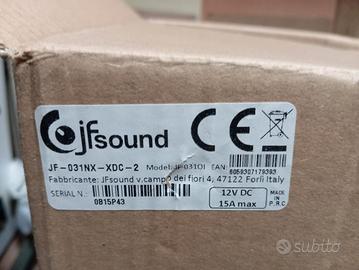 jfsound
CE
JF-031NX-XDC-2 Model: JF031OI EAN:
8059307179393
Fabbricante: JFsound v.campo dei fiori 4, 47122 Forlì Italy
SERIAL N.: 0B15P43
12V DC
15A max
MADE
IN
P.R.C
subito